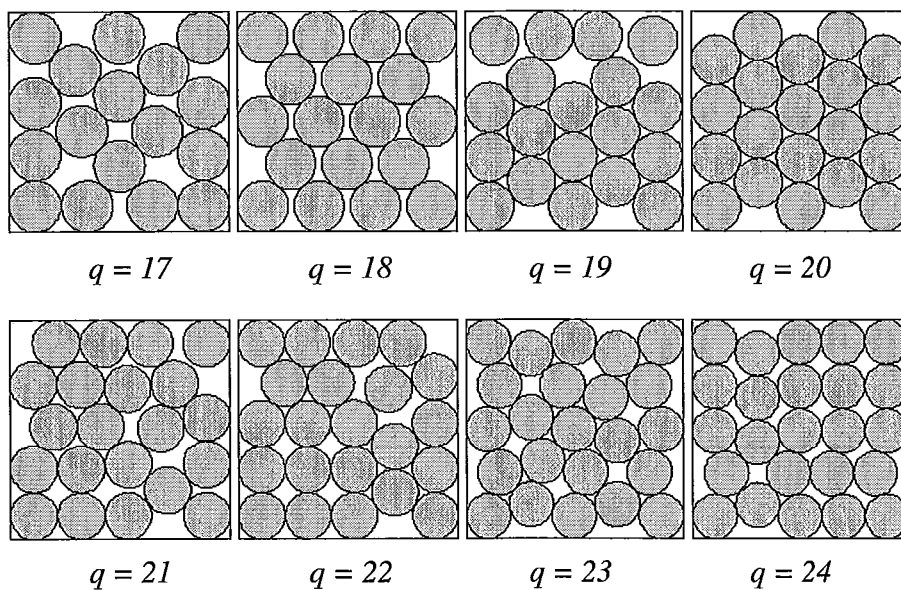 q = 17 q = 18 q = 19 q = 20
q = 21 q = 22 q = 23 q = 24